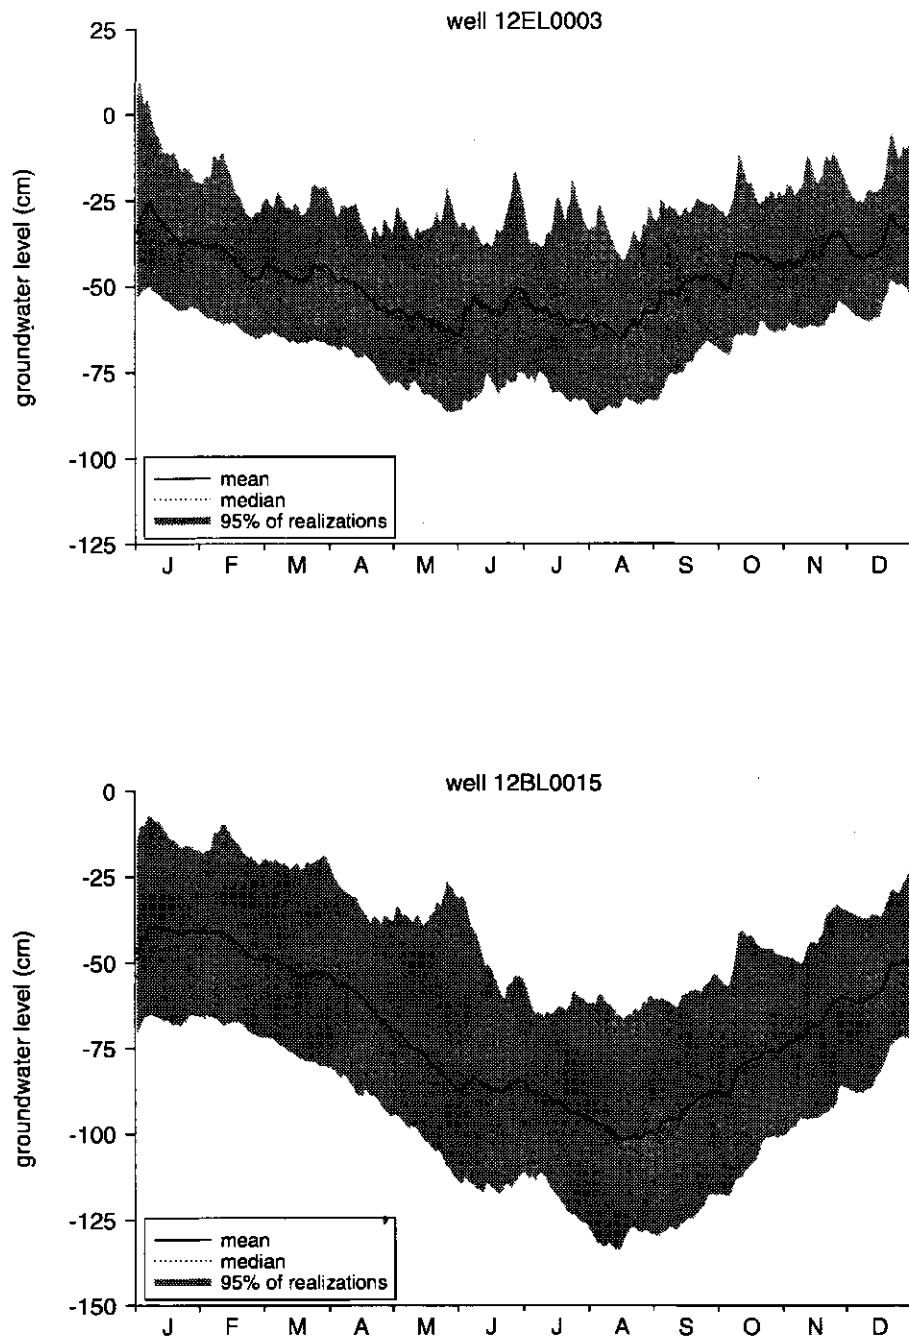 well 12EL0003
25
0
-25
-50
-75
-100
-125
groundwater level (cm)
mean
median
95% of realizations
J F M A M J J A S O N D
well 12BL0015
0
-25
-50
-75
-100
-125
-150
groundwater level (cm)
mean
median
95% of realizations
J F M A M J J A S O N D